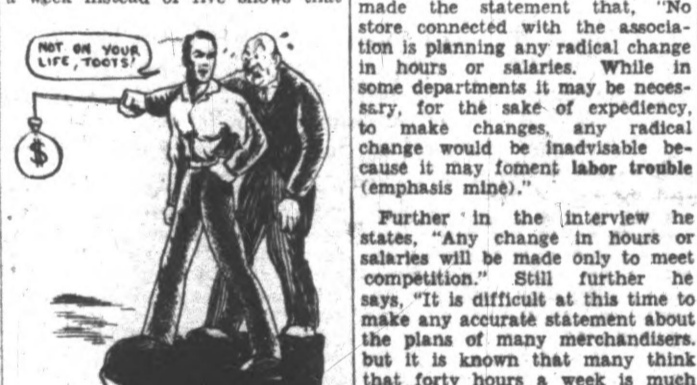 a week instead of five shows that
NOT ON YOUR
LIFE, TOOTS!
$
made the statement that, "No
store connected with the associa-
tion is planning any radical change
in hours or salaries. While in
some departments it may be neces-
sary, for the sake of expediency,
to make changes, any radical
change would be inadvisable be-
cause it may foment labor trouble
(emphasis mine)."
Further in the interview he
states, "Any change in hours or
salaries will be made only to meet
competition." Still further he
says, "It is difficult at this time to
make any accurate statement about
the plans of many merchandisers,
but it is known that many think
that forty hours a week is much